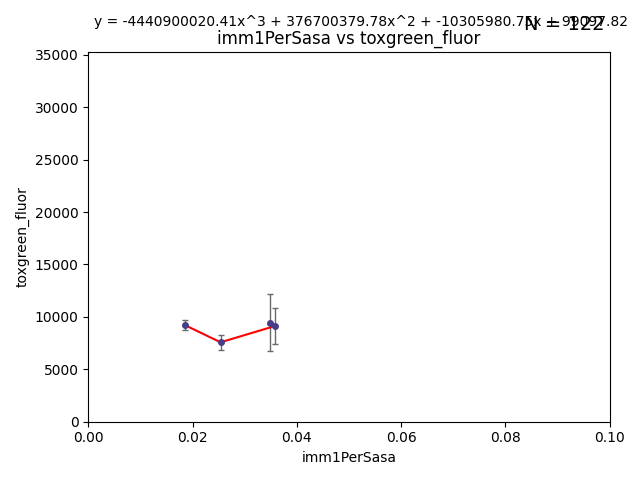 y = -4440900020.41x^3 + 376700379.78x^2 + -10305980.75x + 99097.82
N = 122
imm1PerSasa vs toxgreen_fluor
35000
30000
25000
20000
15000
10000
5000
0
toxgreen_fluor
0.00 0.02 0.04 0.06 0.08 0.10
imm1PerSasa